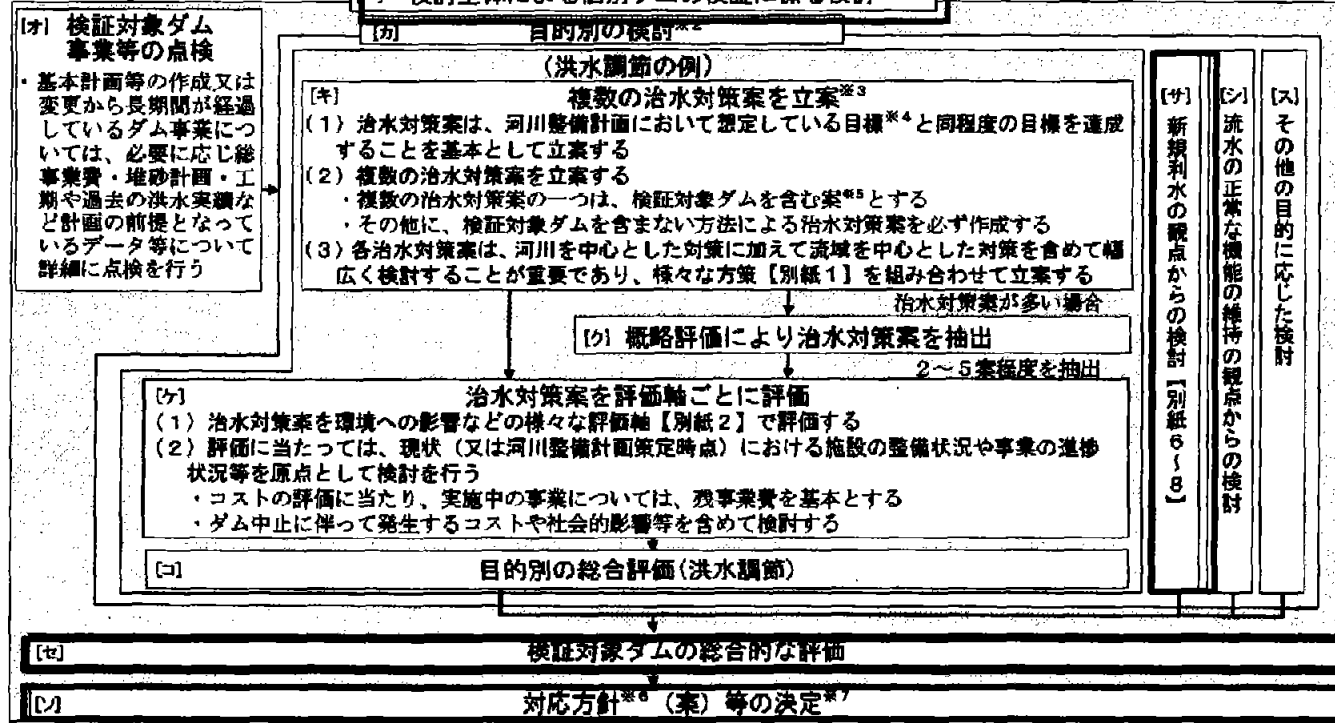 [オ] 検証対象ダム
事業等の点検
・基本計画等の作成又は
変更から長期間が経過
しているダム事業につ
いては、必要に応じ総
事業費・堆砂計画・工
期や過去の洪水実績な
ど計画の前提となって
いるデータ等について
詳細に点検を行う
[カ] 目的別の検討※2
(洪水調節の例)
[キ] 複数の治水対策案を立案※3
(1) 治水対策案は、河川整備計画において想定している目標※4と同程度の目標を達成
することを基本として立案する
(2) 複数の治水対策案を立案する
・複数の治水対策案の一つは、検証対象ダムを含む案※5とする
・その他に、検証対象ダムを含まない方法による治水対策案を必ず作成する
(3) 各治水対策案は、河川を中心とした対策に加えて流域を中心とした対策を含めて幅
広く検討することが重要であり、様々な方策【別紙1】を組み合わせて立案する
治水対策案が多い場合
[ク] 概略評価により治水対策案を抽出
2～5案程度を抽出
[ケ] 治水対策案を評価軸ごとに評価
(1) 治水対策案を環境への影響などの様々な評価軸【別紙2】で評価する
(2) 評価に当たっては、現状（又は河川整備計画策定時点）における施設の整備状況や事業の進捗
状況等を原点として検討を行う
・コストの評価に当たり、実施中の事業については、残事業費を基本とする
・ダム中止に伴って発生するコストや社会的影響等を含めて検討する
[コ] 目的別の総合評価(洪水調節)
[サ] 新規利水の観点からの検討【別紙6～8】
[シ] 流水の正常な機能の維持の観点からの検討
[ス] その他の目的に応じた検討
[セ] 検証対象ダムの総合的な評価
[ソ] 対応方針※6（案）等の決定※7